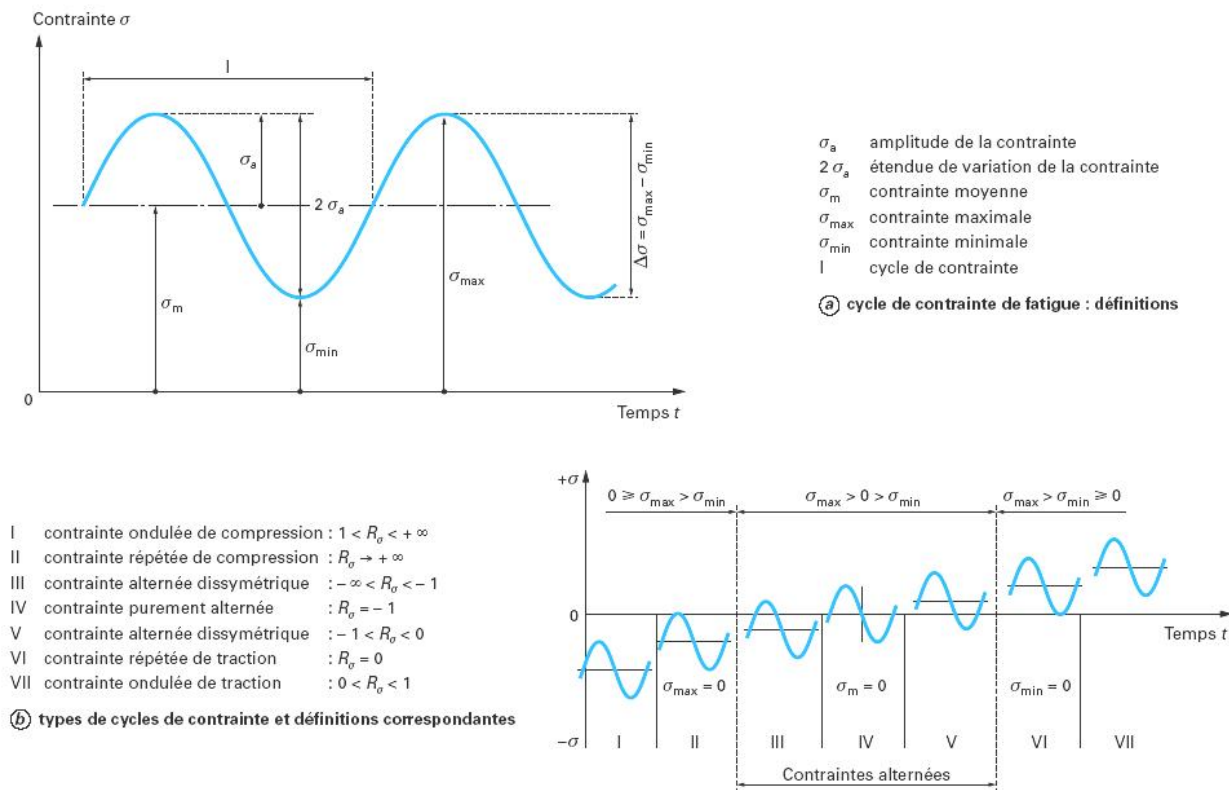 Contrainte σ
l
σa
2 σa
Δσ = σmax – σmin
σm
σmax
σmin
0
Temps t
σa amplitude de la contrainte
2 σa étendue de variation de la contrainte
σm contrainte moyenne
σmax contrainte maximale
σmin contrainte minimale
l cycle de contrainte
ⓐ cycle de contrainte de fatigue : définitions
I contrainte ondulée de compression : 1 < Rσ < + ∞
II contrainte répétée de compression : Rσ → + ∞
III contrainte alternée dissymétrique : – ∞ < Rσ < – 1
IV contrainte purement alternée : Rσ = – 1
V contrainte alternée dissymétrique : – 1 < Rσ < 0
VI contrainte répétée de traction : Rσ = 0
VII contrainte ondulée de traction : 0 < Rσ < 1
ⓑ types de cycles de contrainte et définitions correspondantes
+σ
0 ⩾ σmax > σmin
σmax > 0 > σmin
σmax > σmin ⩾ 0
0
Temps t
σmax = 0
σm = 0
σmin = 0
–σ
I
II
III
IV
V
VI
VII
Contraintes alternées